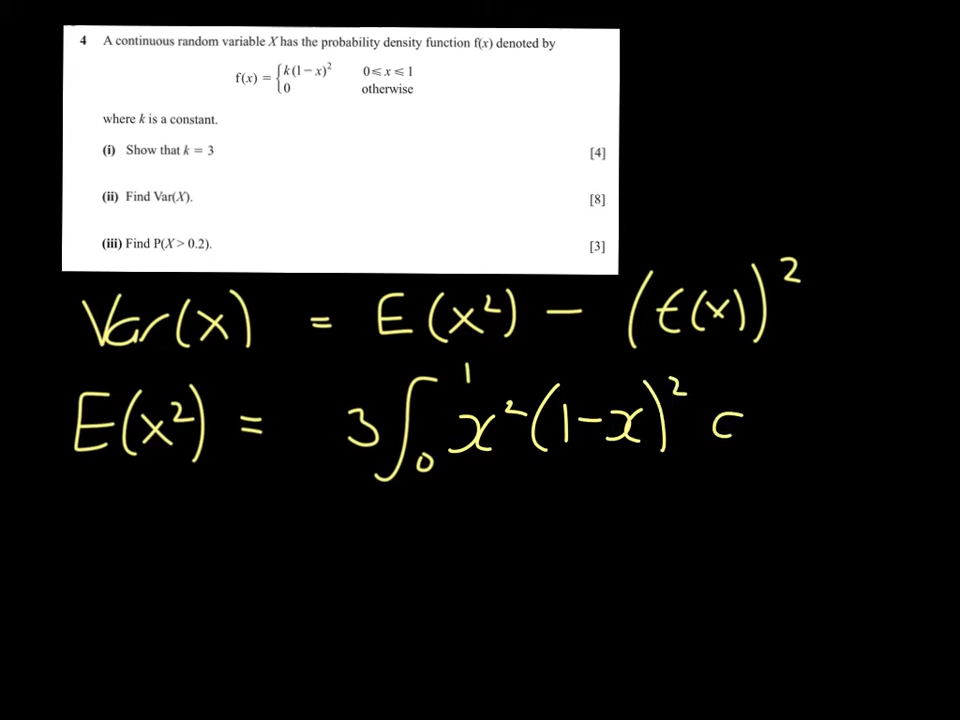 4 A continuous random variable X has the probability density function f(x) denoted by
f(x) = { k(1 − x)² 0 ⩽ x ⩽ 1
0 otherwise
where k is a constant.
(i) Show that k = 3 [4]
(ii) Find Var(X). [8]
(iii) Find P(X > 0.2). [3]
Var(x) = E(x²) − (E(x))²
E(x²) = 3∫₀¹ x²(1−x)² c